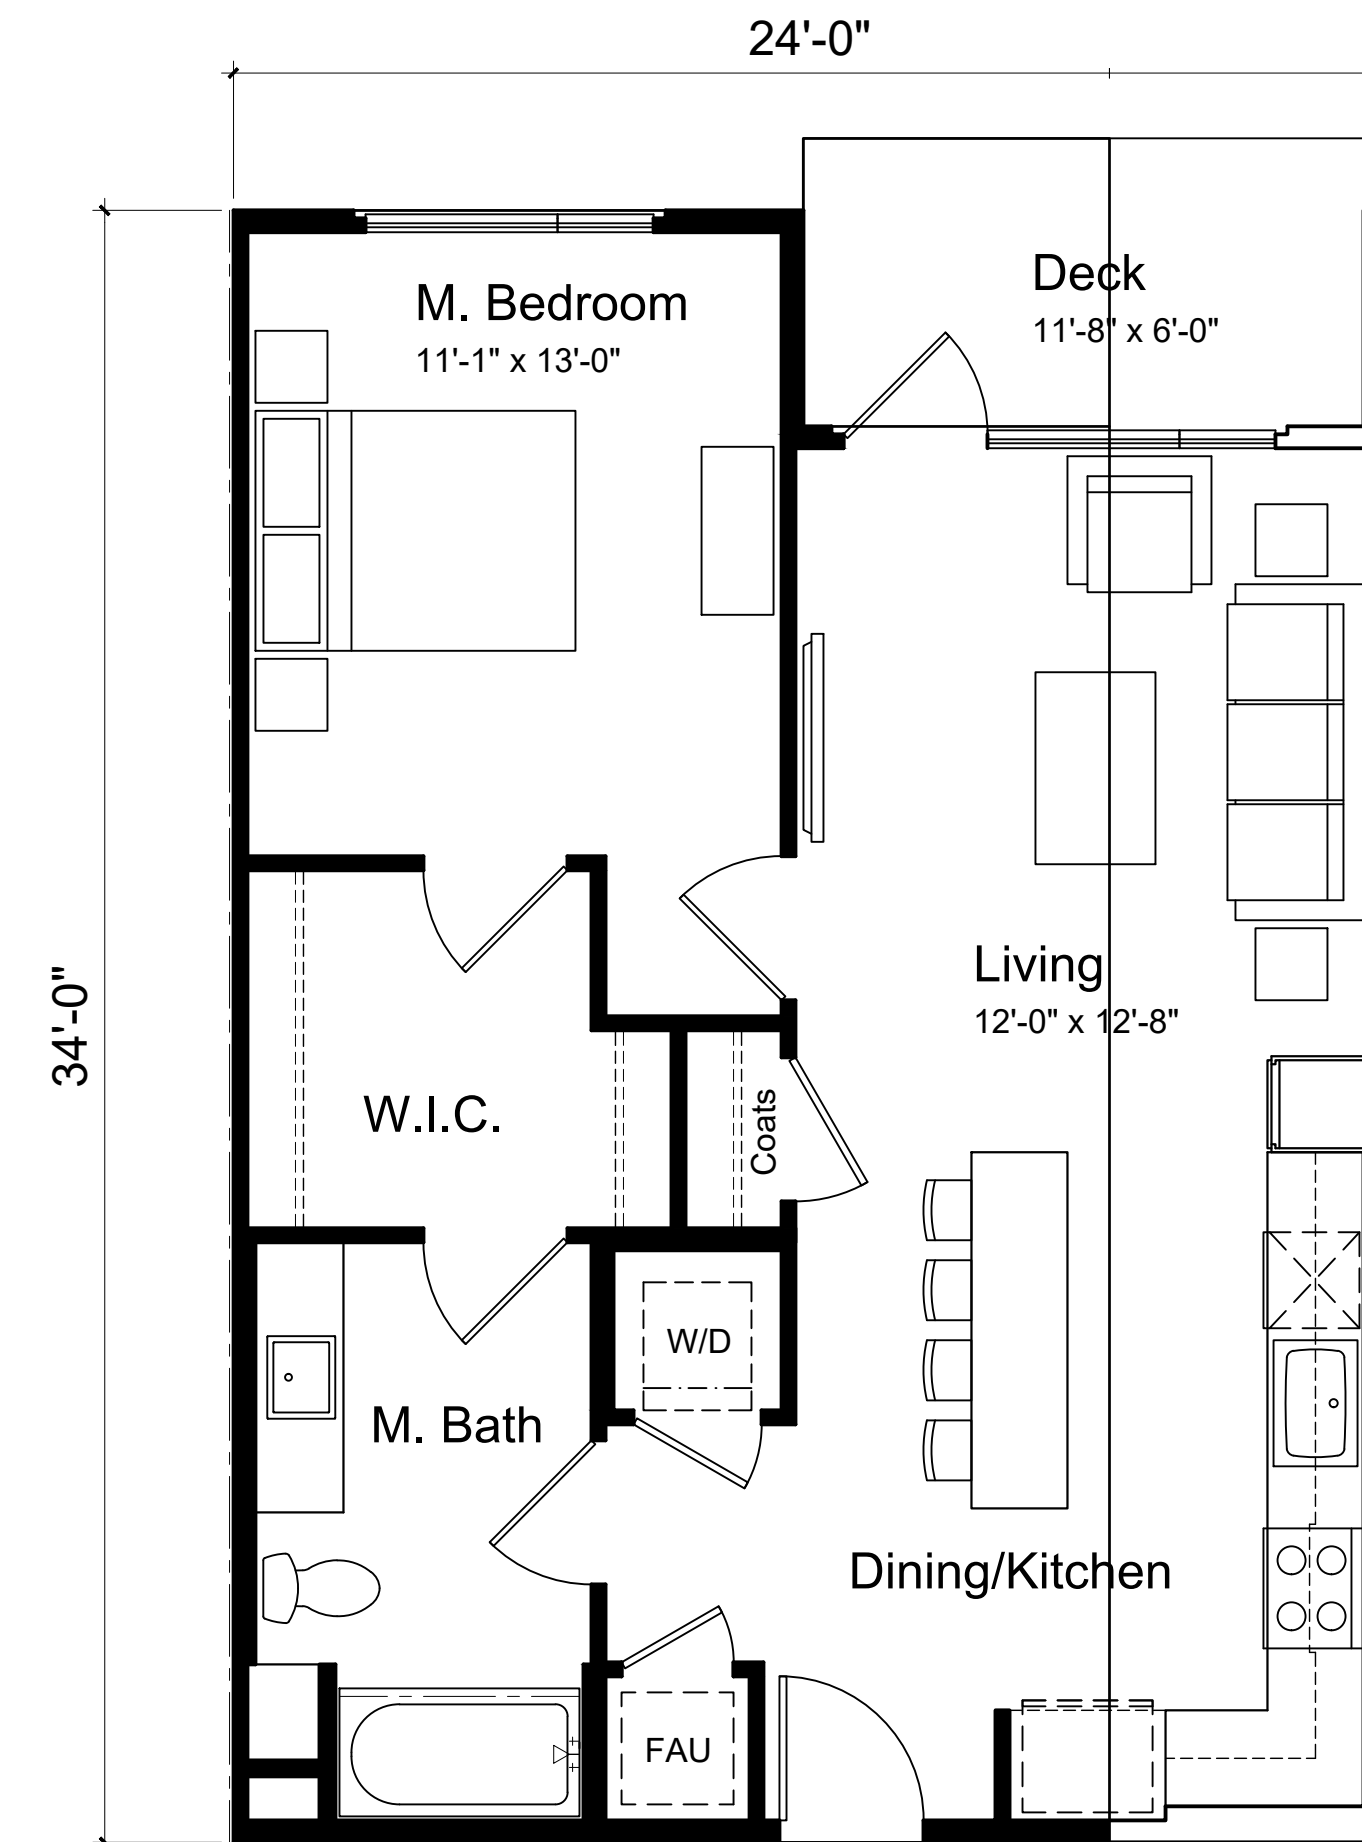 24'-0"
Deck
11'-8" x 6'-0"
M. Bedroom
11'-1" x 13'-0"
34'-0"
Living
12'-0" x 12'-8"
W.I.C.
Coats
W/D
M. Bath
Dining/Kitchen
FAU